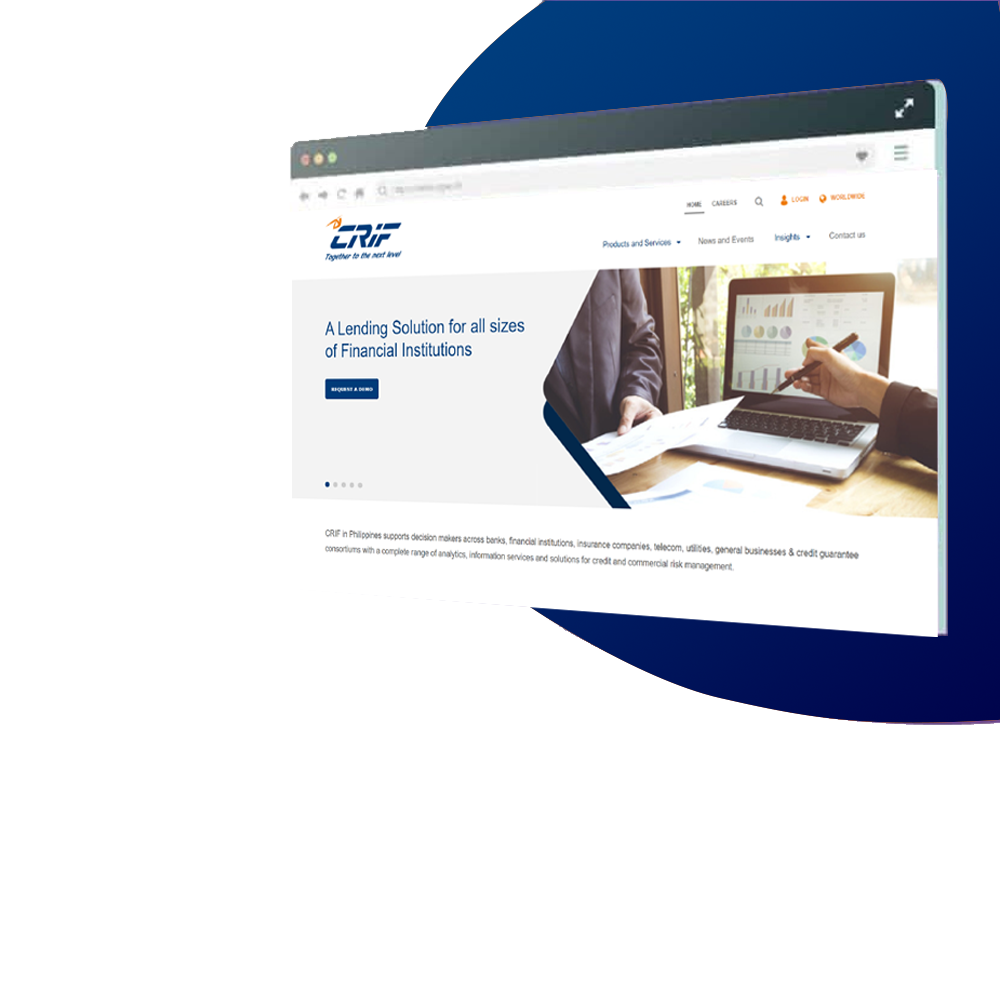 HOME CAREERS LOGIN WORLDWIDE
CRIF
Together to the next level
Products and Services News and Events Insights Contact us
A Lending Solution for all sizes
of Financial Institutions
REQUEST A DEMO
CRIF in Philippines supports decision makers across banks, financial institutions, insurance companies, telecom, utilities, general businesses & credit guarantee
consortiums with a complete range of analytics, information services and solutions for credit and commercial risk management.